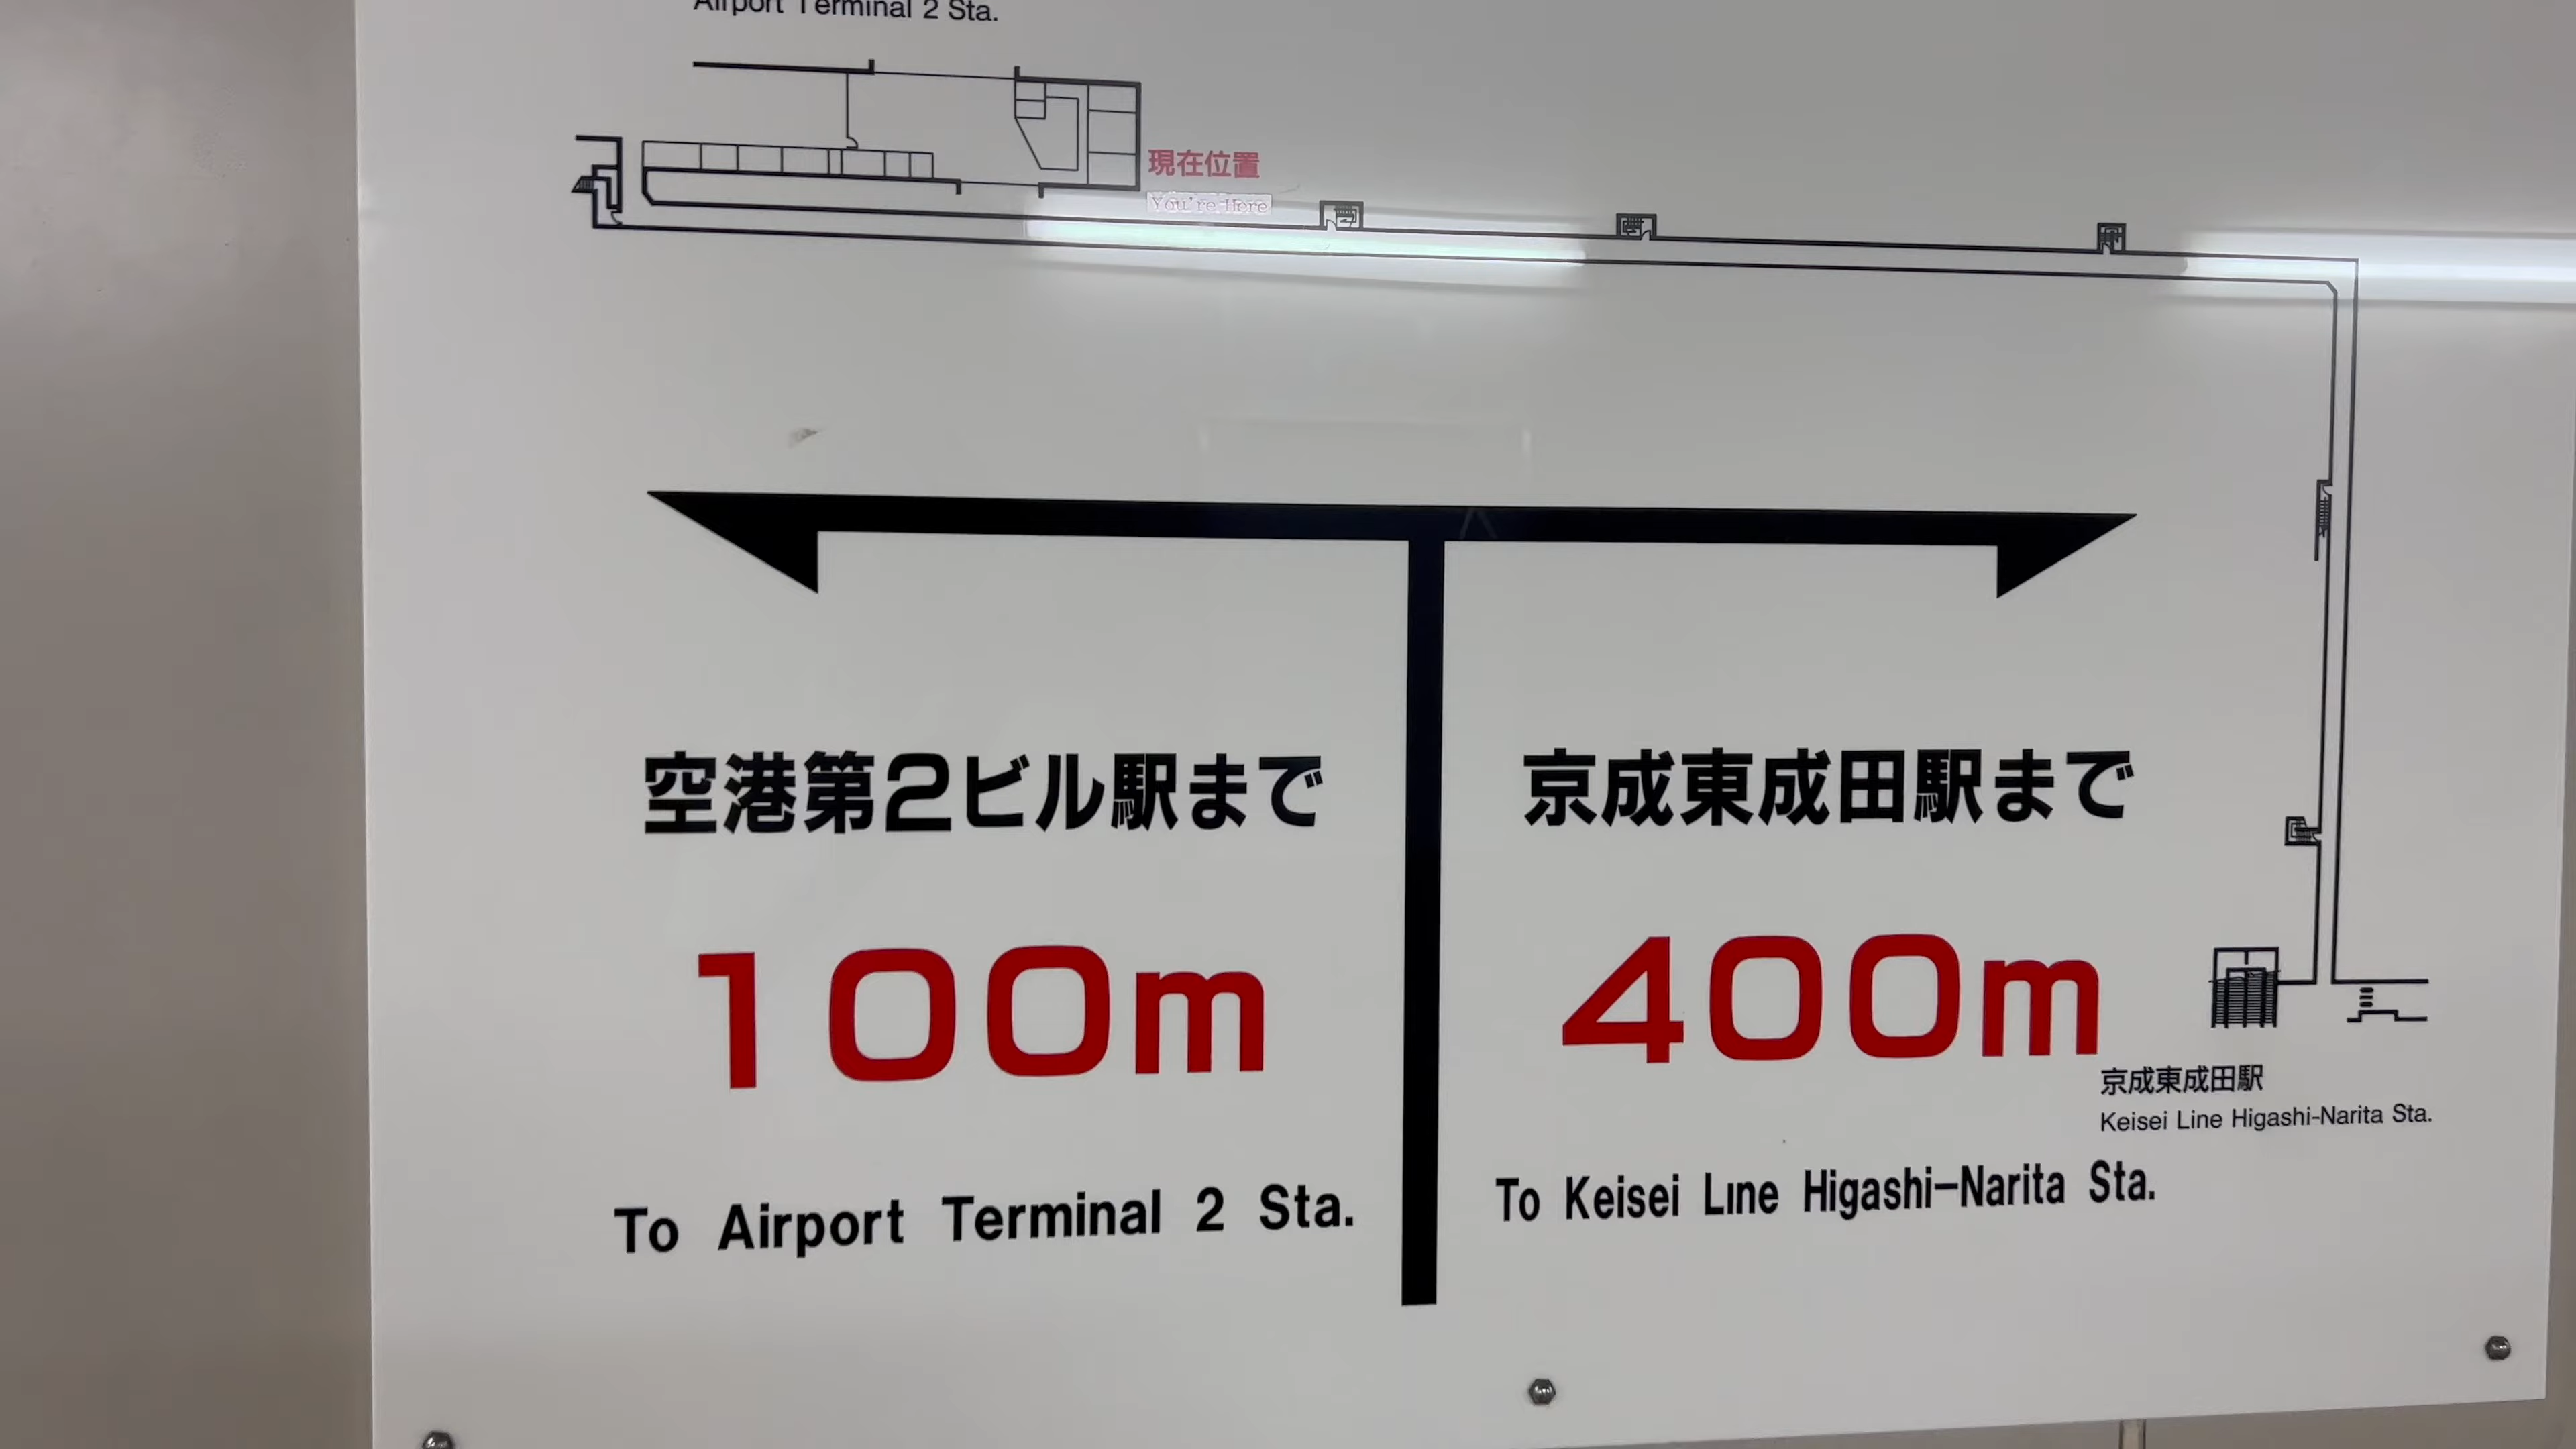 Airport Terminal 2 Sta.
現在位置
You're Here
空港第2ビル駅まで
100m
To Airport Terminal 2 Sta.
京成東成田駅まで
400m
To Keisei Line Higashi-Narita Sta.
京成東成田駅
Keisei Line Higashi-Narita Sta.